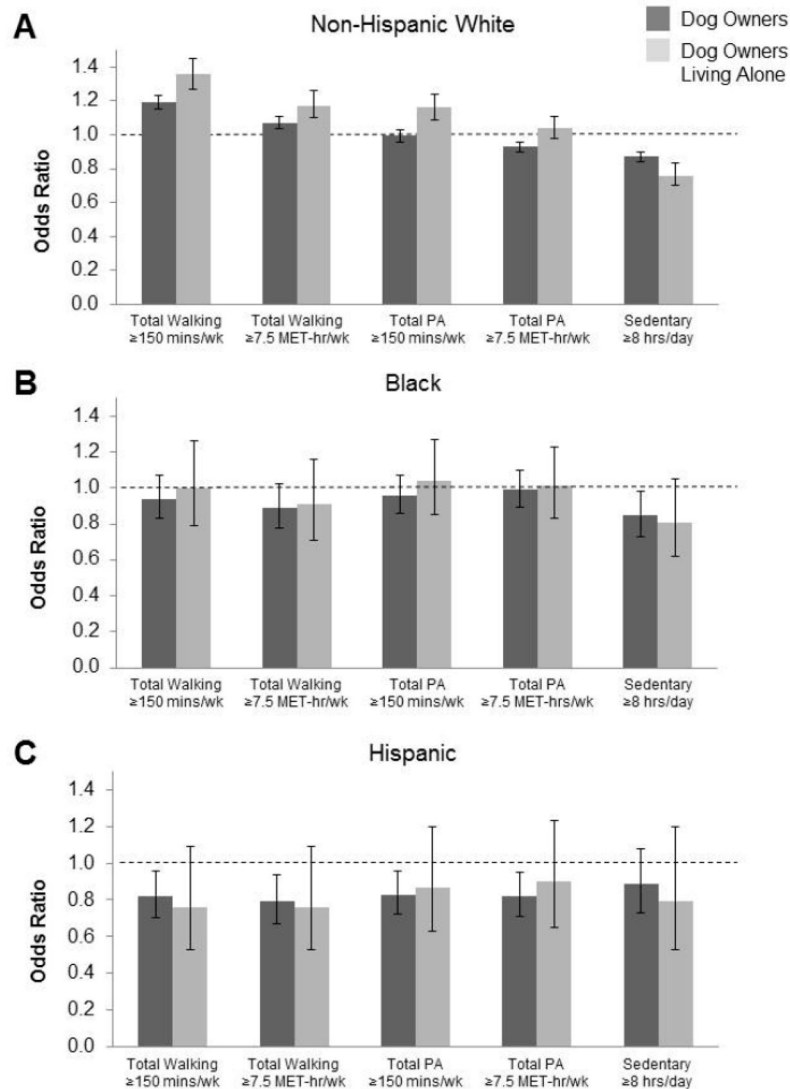 A
Non-Hispanic White
Dog Owners
Dog Owners
Living Alone
Odds Ratio
1.4
1.2
1.0
0.8
0.6
0.4
0.2
0.0
Total Walking
≥150 mins/wk
Total Walking
≥7.5 MET-hr/wk
Total PA
≥150 mins/wk
Total PA
≥7.5 MET-hr/wk
Sedentary
≥8 hrs/day
B
Black
Odds Ratio
1.4
1.2
1.0
0.8
0.6
0.4
0.2
0.0
Total Walking
≥150 mins/wk
Total Walking
≥7.5 MET-hr/wk
Total PA
≥150 mins/wk
Total PA
≥7.5 MET-hrs/wk
Sedentary
≥8 hrs/day
C
Hispanic
Odds Ratio
1.4
1.2
1.0
0.8
0.6
0.4
0.2
0.0
Total Walking
≥150 mins/wk
Total Walking
≥7.5 MET-hr/wk
Total PA
≥150 mins/wk
Total PA
≥7.5 MET-hr/wk
Sedentary
≥8 hrs/day